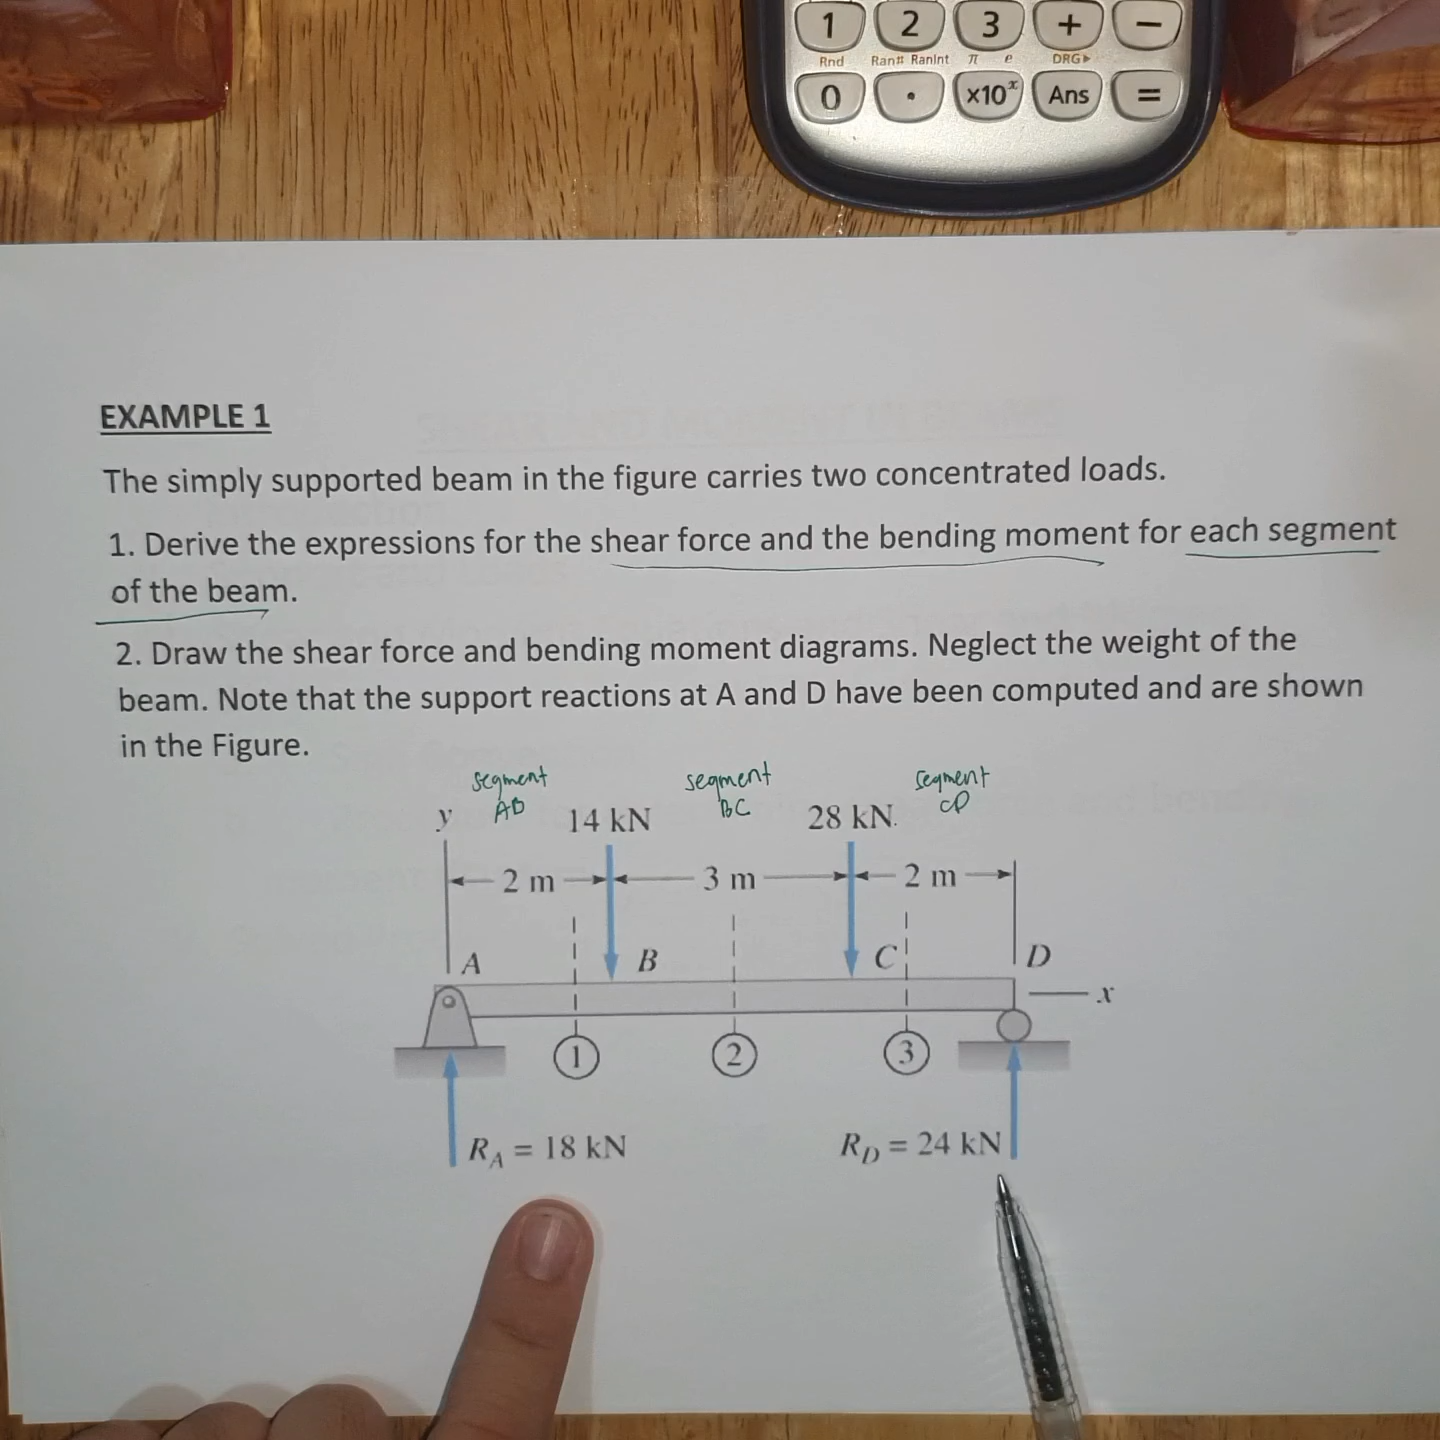 1 2 3 + −
Rnd Ran# RanInt π e DRG▶
0 • ×10ˣ Ans =
EXAMPLE 1
The simply supported beam in the figure carries two concentrated loads.
1. Derive the expressions for the shear force and the bending moment for each segment
of the beam.
2. Draw the shear force and bending moment diagrams. Neglect the weight of the
beam. Note that the support reactions at A and D have been computed and are shown
in the Figure.
segment segment segment
AB BC CD
y 14 kN 28 kN.
2 m 3 m 2 m
A B C D
x
1 2 3
R_A = 18 kN R_D = 24 kN